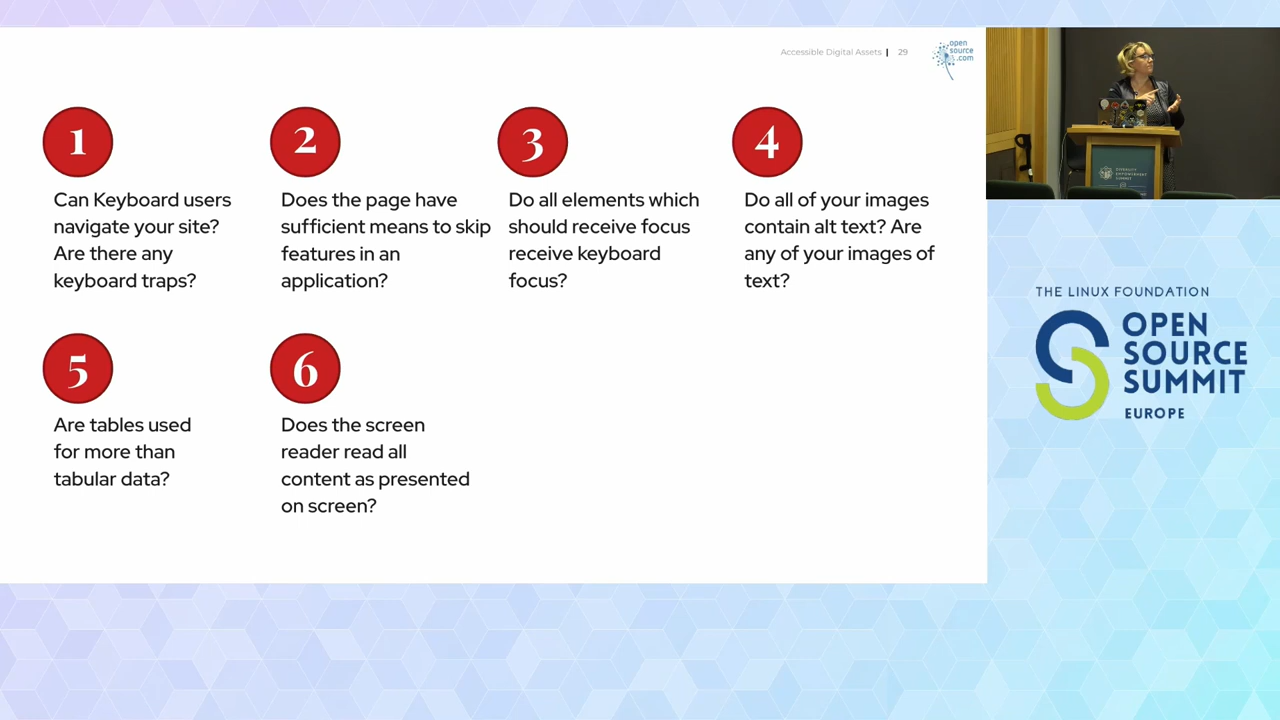 Accessible Digital Assets | 29
open
source
.com
1
Can Keyboard users
navigate your site?
Are there any
keyboard traps?
2
Does the page have
sufficient means to skip
features in an
application?
3
Do all elements which
should receive focus
receive keyboard
focus?
4
Do all of your images
contain alt text? Are
any of your images of
text?
5
Are tables used
for more than
tabular data?
6
Does the screen
reader read all
content as presented
on screen?
THE LINUX FOUNDATION
OPEN
SOURCE
SUMMIT
EUROPE